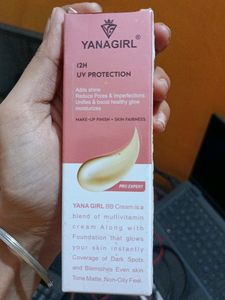 YANAGIRL®
12H
UV PROTECTION
Adds shine
Reduce Pores & imperfections
Unifies & boost healthy glow
moisturizes
MAKE-UP FINISH + SKIN FAIRNESS
PRO EXPERT
YANA GIRL BB Cream is a
blend of multivitamin
cream Along with
Foundation that glows
your skin instantly
Coverage of Dark Spots
and Blemishes Even skin
Tone Matte, Non-Oily Feel.